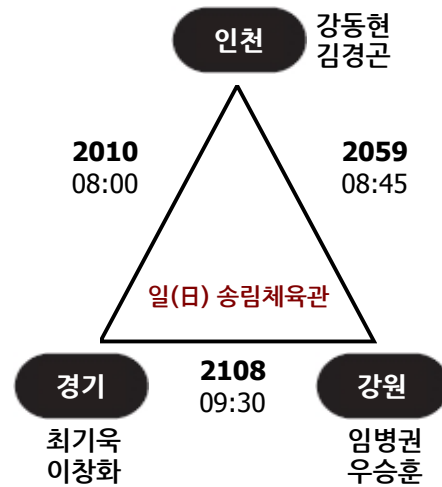 인천
강동현
김경곤
2010
08:00
2059
08:45
일(日) 송림체육관
경기
2108
09:30
강원
최기욱
이창화
임병권
우승훈